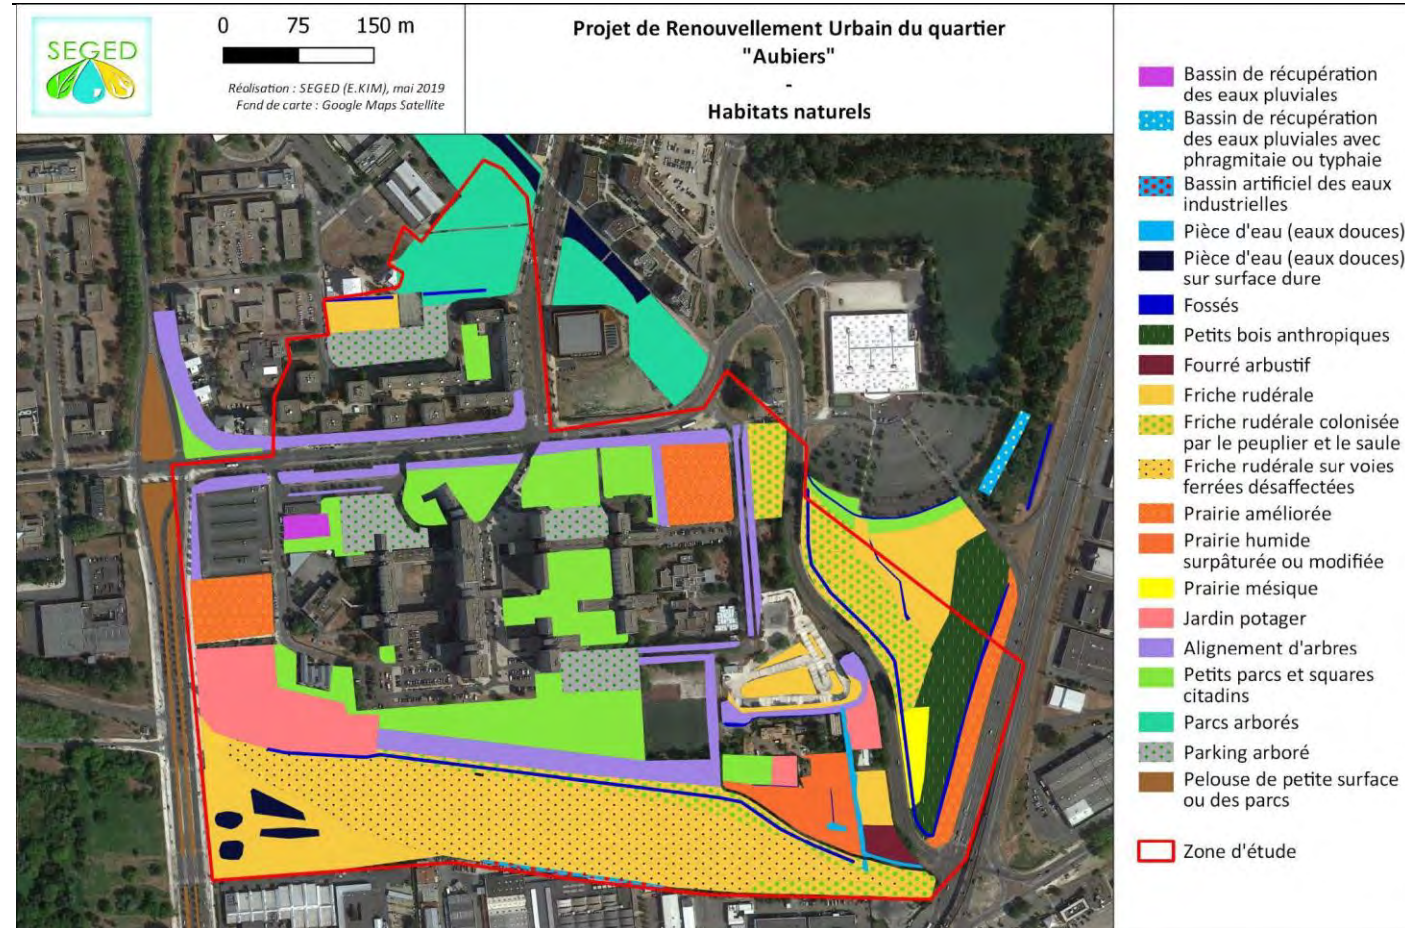 SEGED
0 75 150 m
Réalisation : SEGED (E.KIM), mai 2019
Fond de carte : Google Maps Satellite
Projet de Renouvellement Urbain du quartier
"Aubiers"
-
Habitats naturels
Bassin de récupération
des eaux pluviales
Bassin de récupération
des eaux pluviales avec
phragmitaie ou typhaie
Bassin artificiel des eaux
industrielles
Pièce d'eau (eaux douces)
Pièce d'eau (eaux douces)
sur surface dure
Fossés
Petits bois anthropiques
Fourré arbustif
Friche rudérale
Friche rudérale colonisée
par le peuplier et le saule
Friche rudérale sur voies
ferrées désaffectées
Prairie améliorée
Prairie humide
surpâturée ou modifiée
Prairie mésique
Jardin potager
Alignement d'arbres
Petits parcs et squares
citadins
Parcs arborés
Parking arboré
Pelouse de petite surface
ou des parcs
Zone d'étude